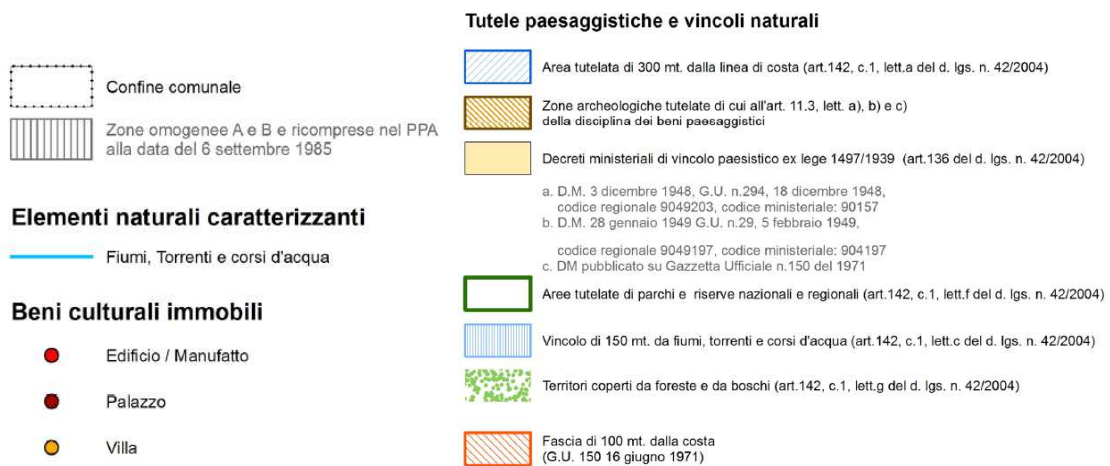 Confine comunale
Zone omogenee A e B e ricomprese nel PPA
alla data del 6 settembre 1985
Elementi naturali caratterizzanti
Fiumi, Torrenti e corsi d'acqua
Beni culturali immobili
Edificio / Manufatto
Palazzo
Villa
Tutele paesaggistiche e vincoli naturali
Area tutelata di 300 mt. dalla linea di costa (art.142, c.1, lett.a del d. lgs. n. 42/2004)
Zone archeologiche tutelate di cui all'art. 11.3, lett. a), b) e c)
della disciplina dei beni paesaggistici
Decreti ministeriali di vincolo paesistico ex lege 1497/1939 (art.136 del d. lgs. n. 42/2004)
a. D.M. 3 dicembre 1948, G.U. n.294, 18 dicembre 1948,
codice regionale 9049203, codice ministeriale: 90157
b. D.M. 28 gennaio 1949 G.U. n.29, 5 febbraio 1949,
codice regionale 9049197, codice ministeriale: 904197
c. DM pubblicato su Gazzetta Ufficiale n.150 del 1971
Aree tutelate di parchi e riserve nazionali e regionali (art.142, c.1, lett.f del d. lgs. n. 42/2004)
Vincolo di 150 mt. da fiumi, torrenti e corsi d'acqua (art.142, c.1, lett.c del d. lgs. n. 42/2004)
Territori coperti da foreste e da boschi (art.142, c.1, lett.g del d. lgs. n. 42/2004)
Fascia di 100 mt. dalla costa
(G.U. 150 16 giugno 1971)